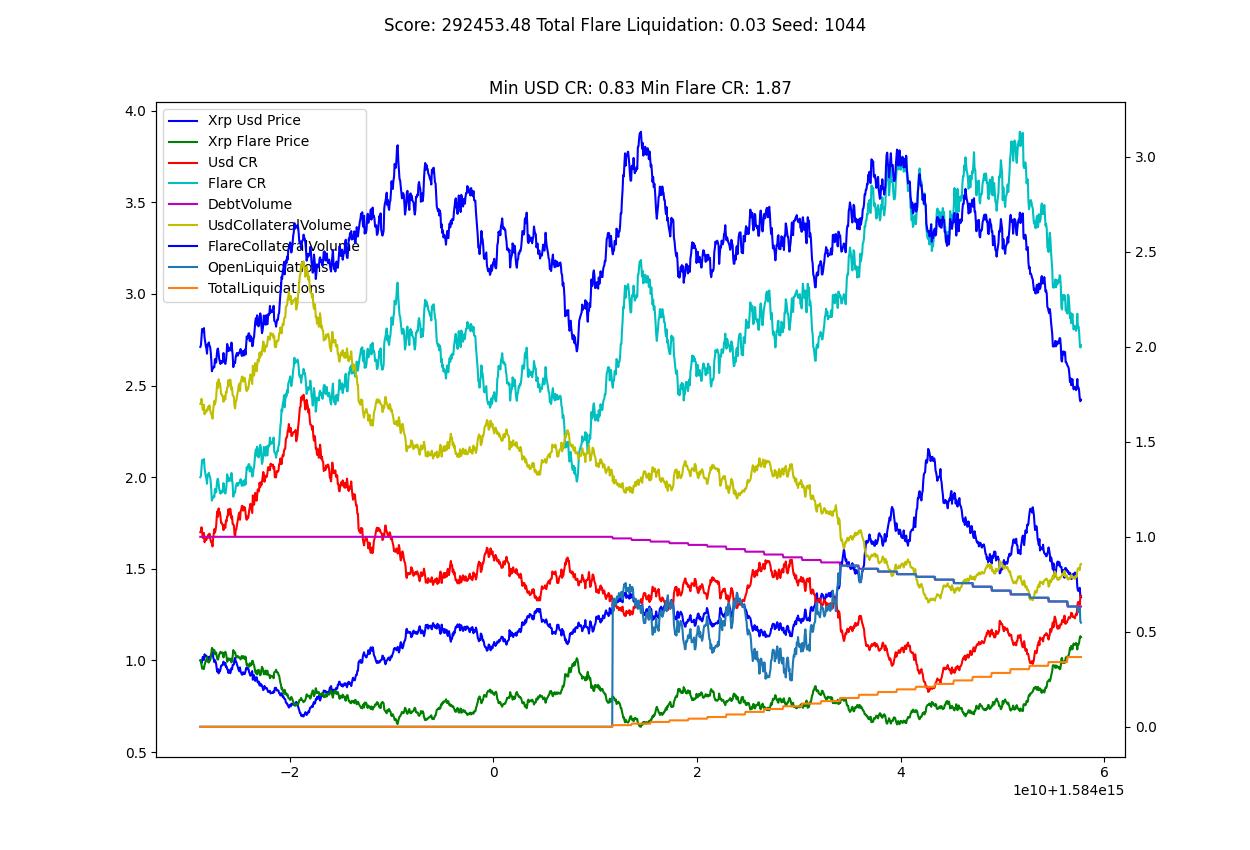 Score: 292453.48 Total Flare Liquidation: 0.03 Seed: 1044
Min USD CR: 0.83 Min Flare CR: 1.87
Xrp Usd Price
Xrp Flare Price
Usd CR
Flare CR
DebtVolume
UsdCollateralVolume
FlareCollateralVolume
OpenLiquidations
TotalLiquidations
4.0
3.5
3.0
2.5
2.0
1.5
1.0
0.5
3.0
2.5
2.0
1.5
1.0
0.5
0.0
−2 0 2 4 6
1e10+1.584e15